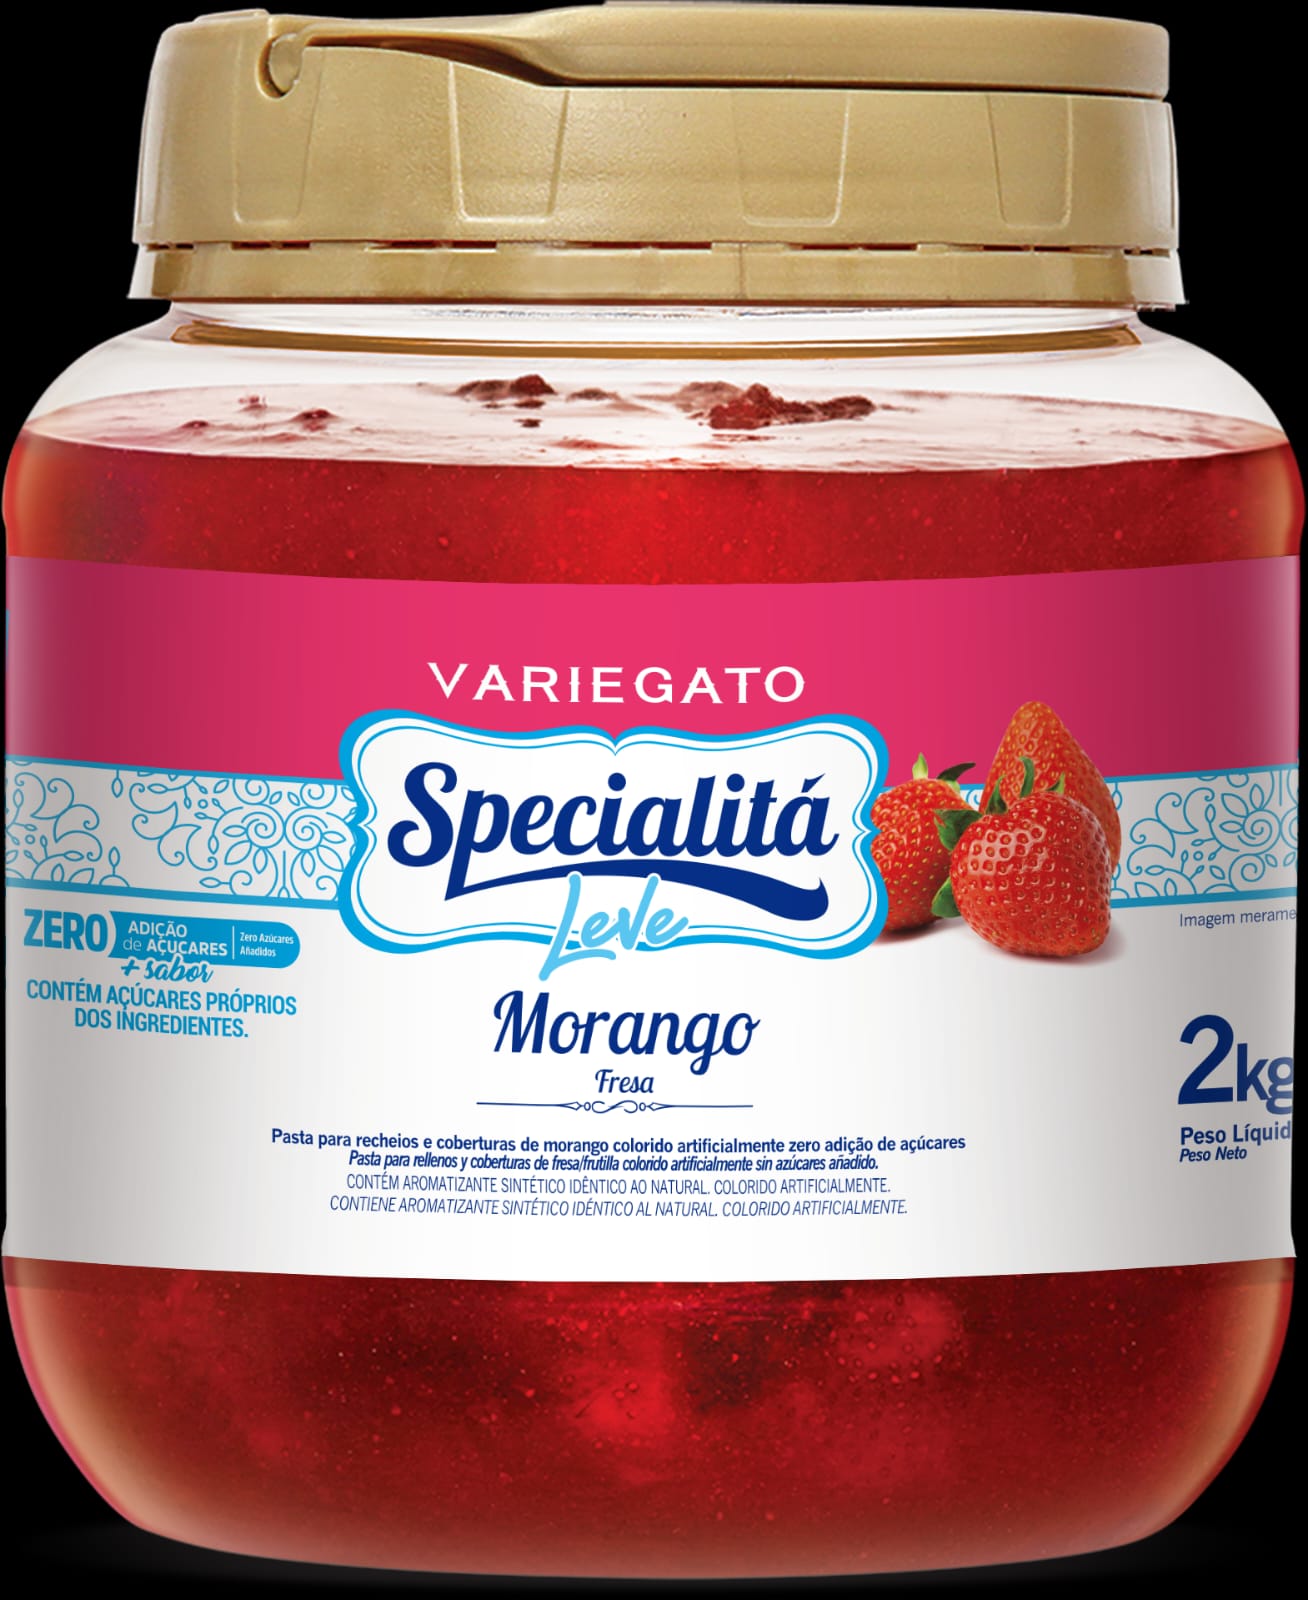 VARIEGATO
Specialitá
Leve
Morango
Fresa
ZERO
ADIÇÃO
de AÇUCARES
Zero Azúcares
Añadidos
+ sabor
CONTÉM AÇÚCARES PRÓPRIOS
DOS INGREDIENTES.
Imagem merame
2kg
Peso Líquid
Peso Neto
Pasta para recheios e coberturas de morango colorido artificialmente zero adição de açúcares
Pasta para rellenos y coberturas de fresa/frutilla colorido artificialmente sin azúcares añadido.
CONTÉM AROMATIZANTE SINTÉTICO IDÊNTICO AO NATURAL. COLORIDO ARTIFICIALMENTE.
CONTIENE AROMATIZANTE SINTÉTICO IDÉNTICO AL NATURAL. COLORIDO ARTIFICIALMENTE.